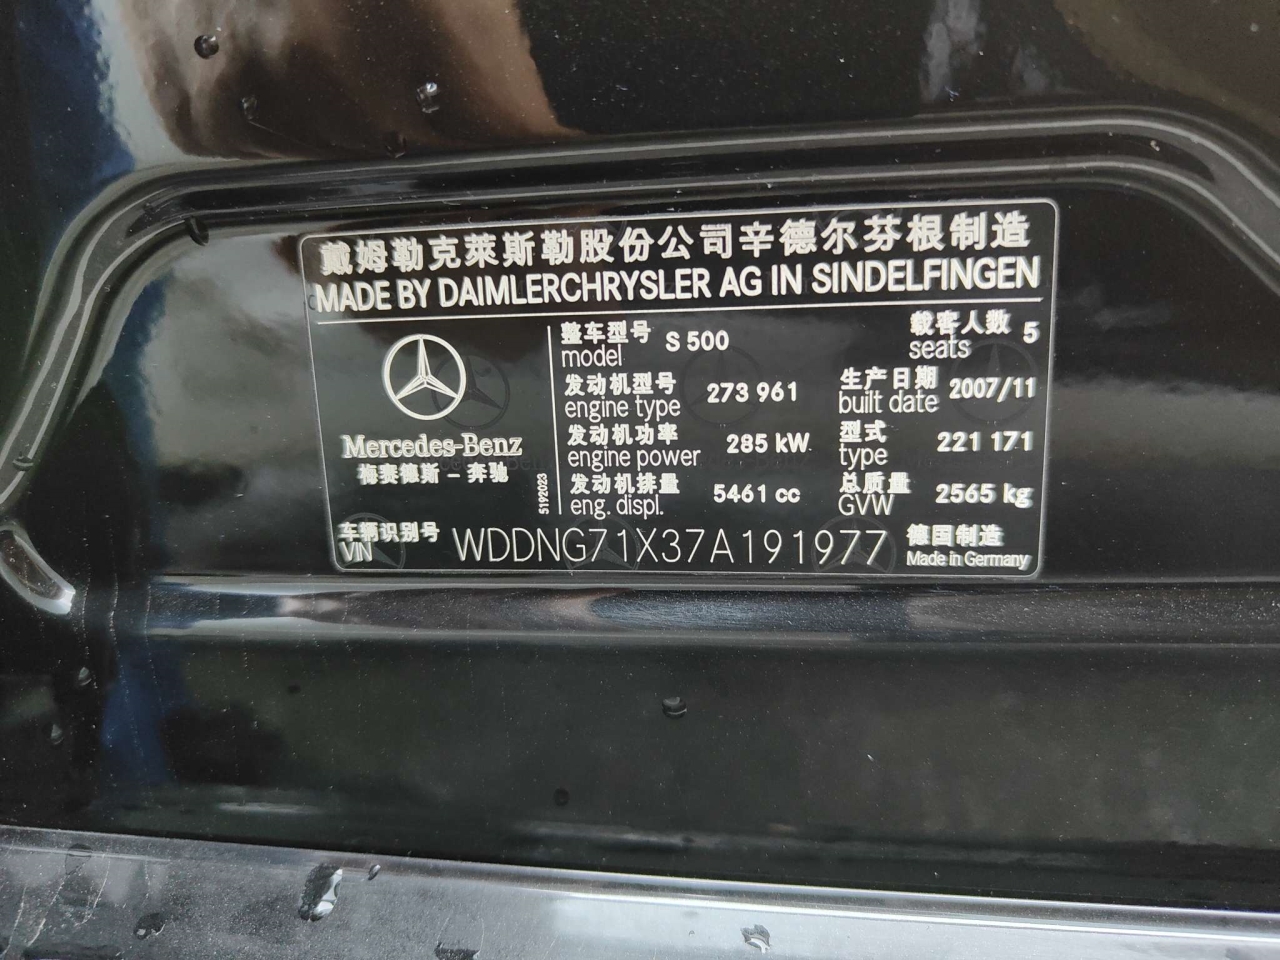 戴姆勒克莱斯勒股份公司辛德尔芬根制造
MADE BY DAIMLERCHRYSLER AG IN SINDELFINGEN
Mercedes-Benz
梅赛德斯－奔驰
5192023
整车型号 model S 500
载客人数 seats 5
发动机型号 engine type 273 961
生产日期 built date 2007/11
发动机功率 engine power 285 kW
型式 type 221 171
发动机排量 eng. displ. 5461 cc
总质量 GVW 2565 kg
车辆识别号 VIN WDDNG71X37A191977
德国制造
Made in Germany